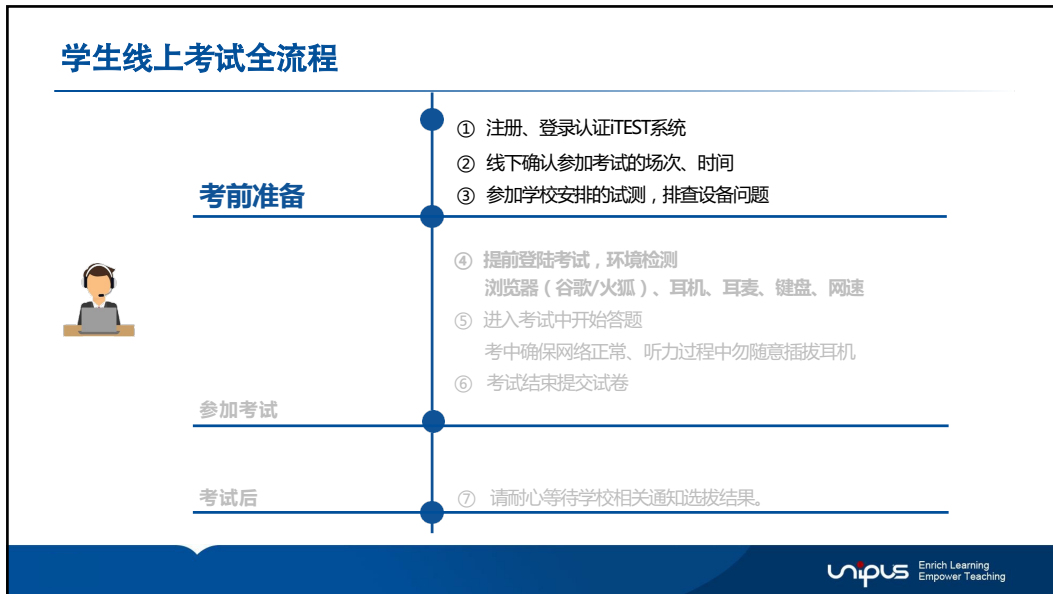 学生线上考试全流程
① 注册、登录认证iTEST系统
② 线下确认参加考试的场次、时间
③ 参加学校安排的试测，排查设备问题
考前准备
④ 提前登陆考试，环境检测
浏览器（谷歌/火狐）、耳机、耳麦、键盘、网速
⑤ 进入考试中开始答题
考中确保网络正常、听力过程中勿随意插拔耳机
⑥ 考试结束提交试卷
参加考试
考试后
⑦ 请耐心等待学校相关通知选拔结果。
unipus
Enrich Learning
Empower Teaching